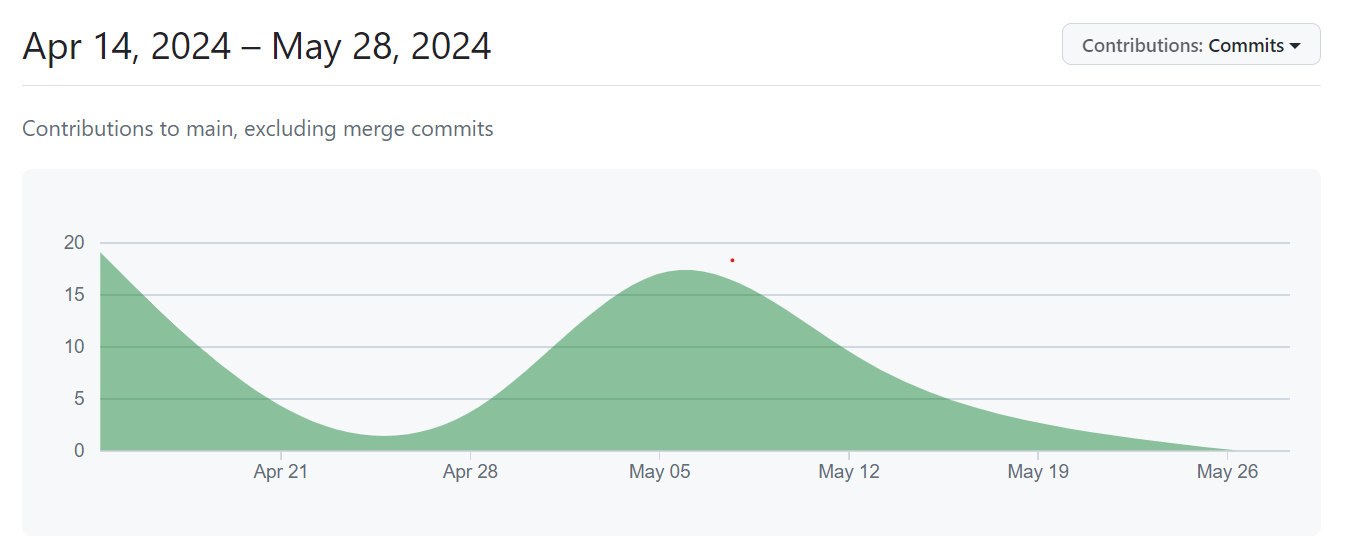 Apr 14, 2024 – May 28, 2024
Contributions: Commits
Contributions to main, excluding merge commits
20
15
10
5
0
Apr 21 Apr 28 May 05 May 12 May 19 May 26